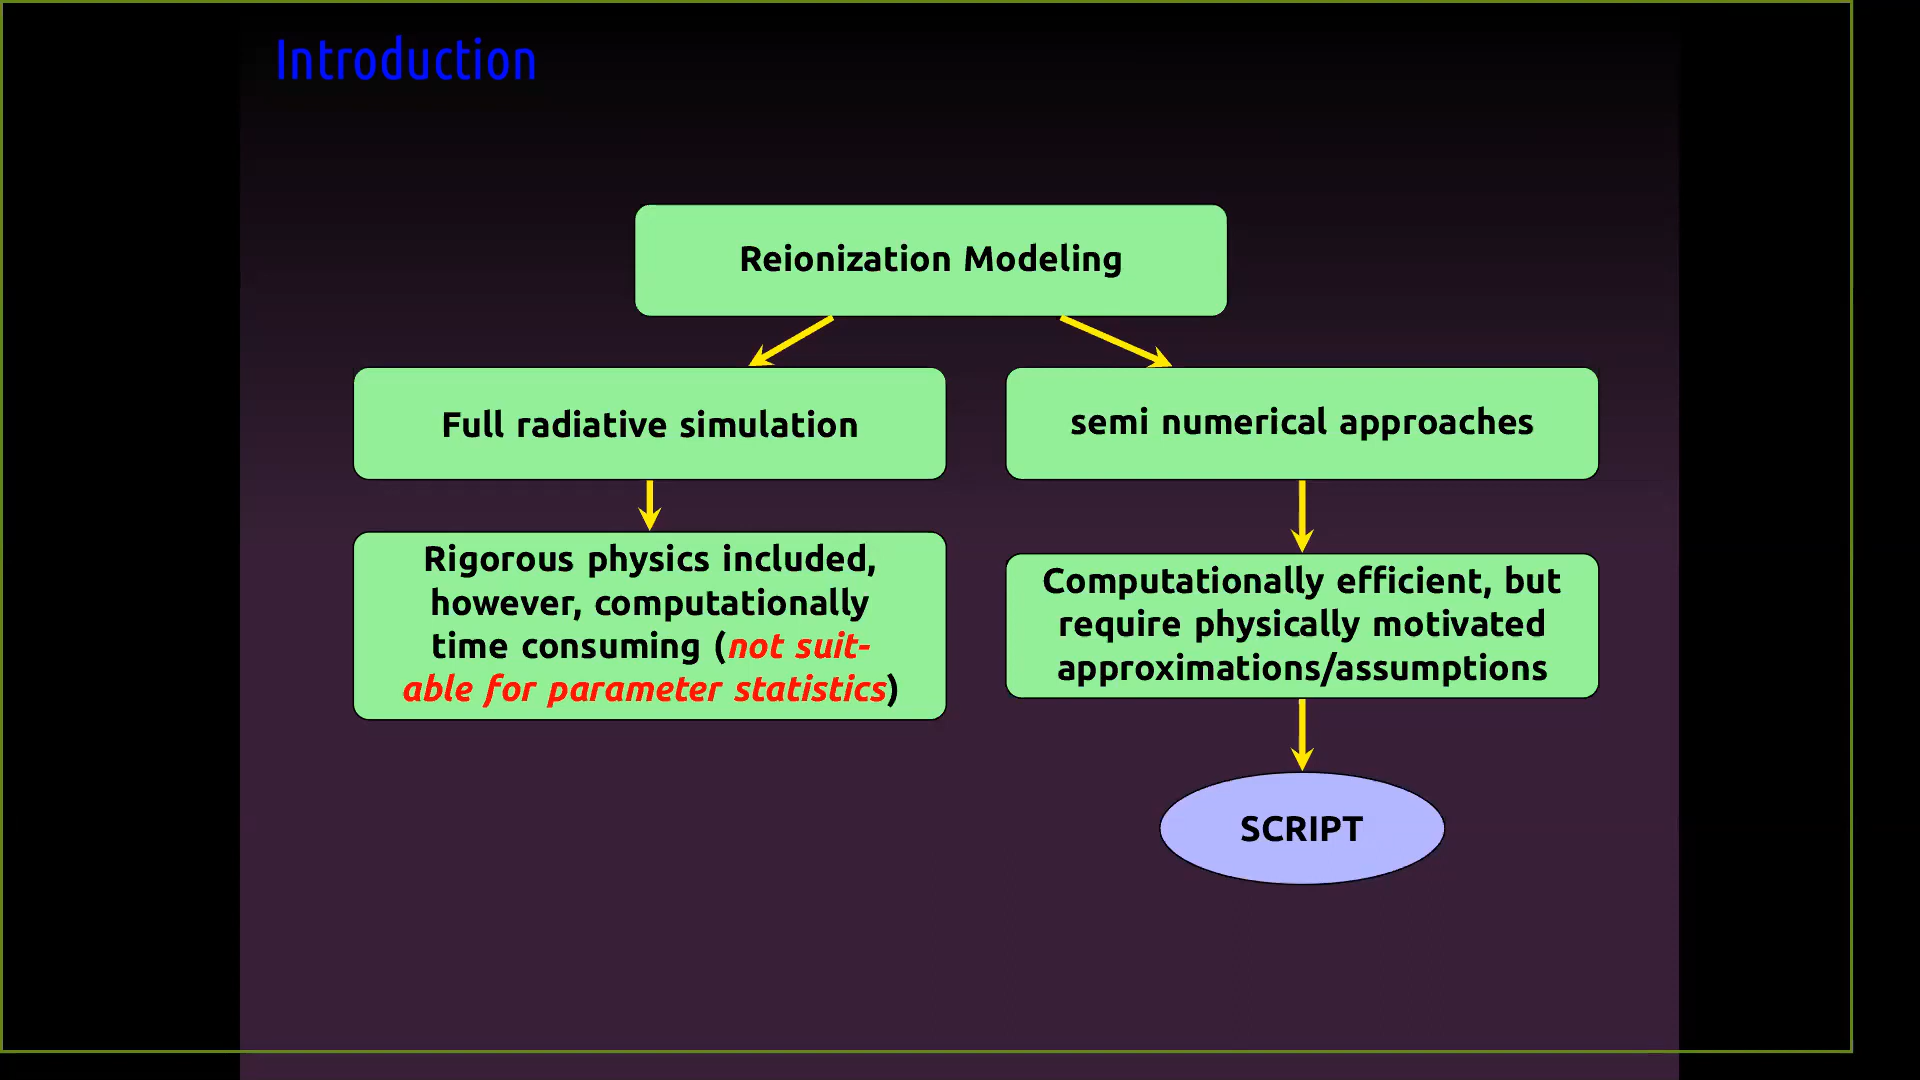 Introduction
Reionization Modeling
Full radiative simulation
semi numerical approaches
Rigorous physics included,
however, computationally
time consuming (not suit-
able for parameter statistics)
Computationally efficient, but
require physically motivated
approximations/assumptions
SCRIPT